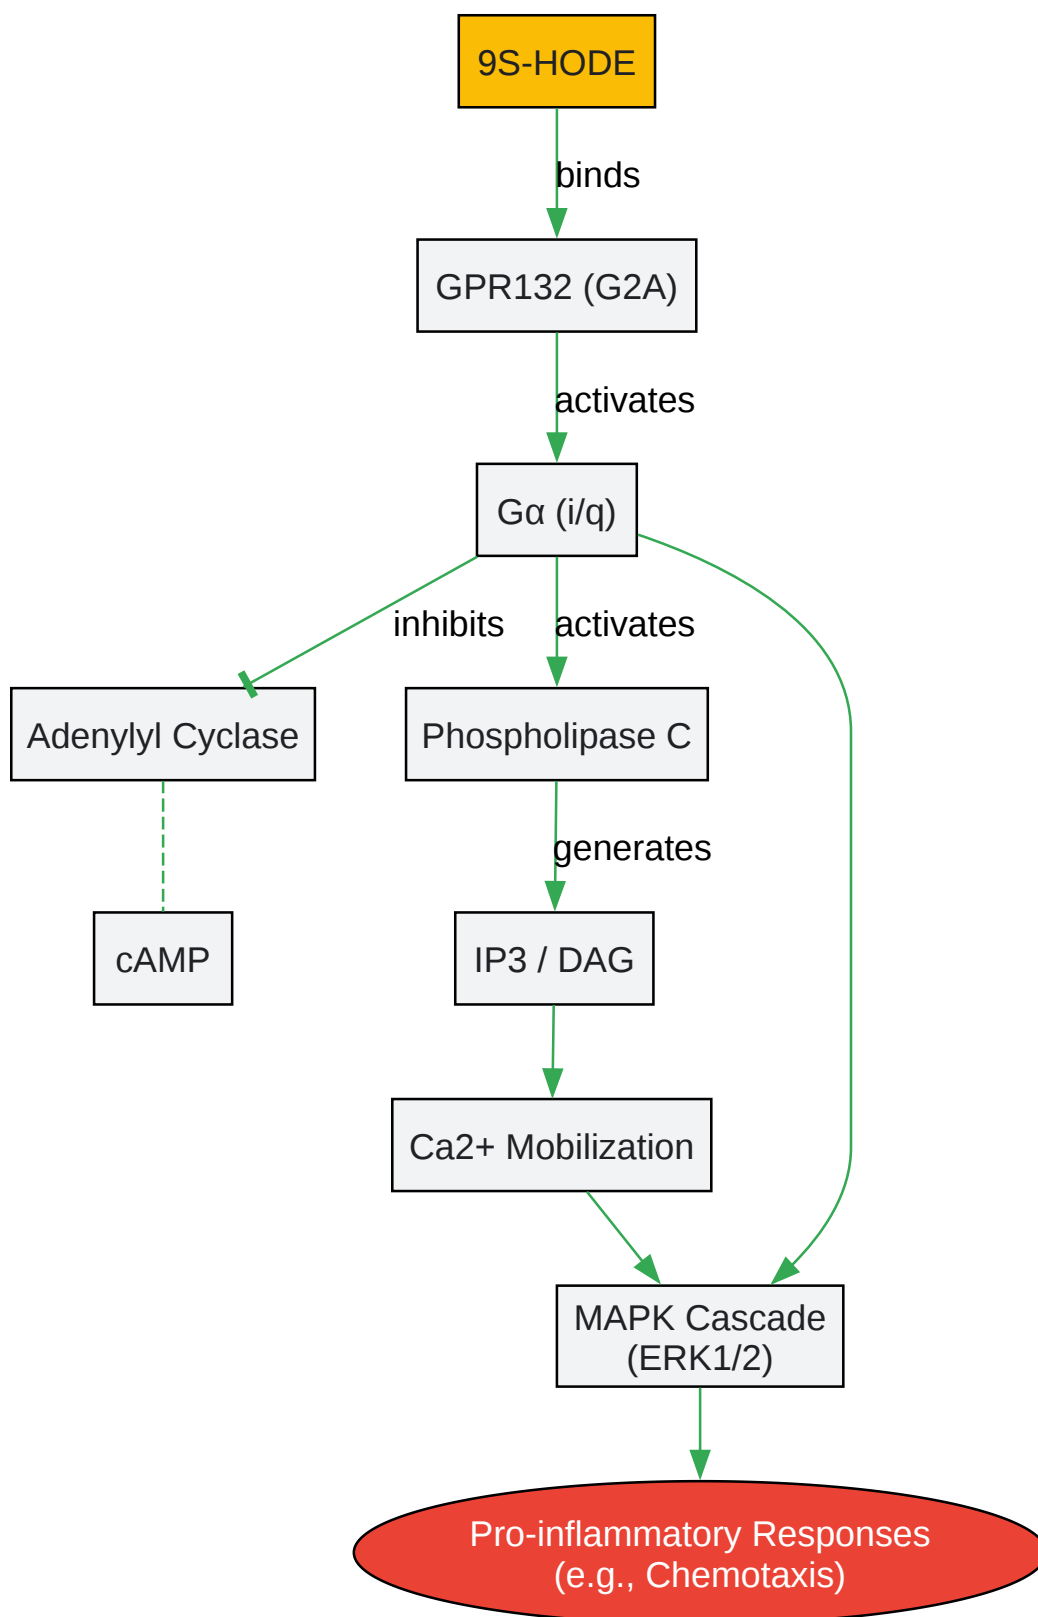 9S-HODE
binds
GPR132 (G2A)
activates
Gα (i/q)
inhibits
activates
Adenylyl Cyclase
Phospholipase C
generates
cAMP
IP3 / DAG
Ca2+ Mobilization
MAPK Cascade
(ERK1/2)
Pro-inflammatory Responses
(e.g., Chemotaxis)